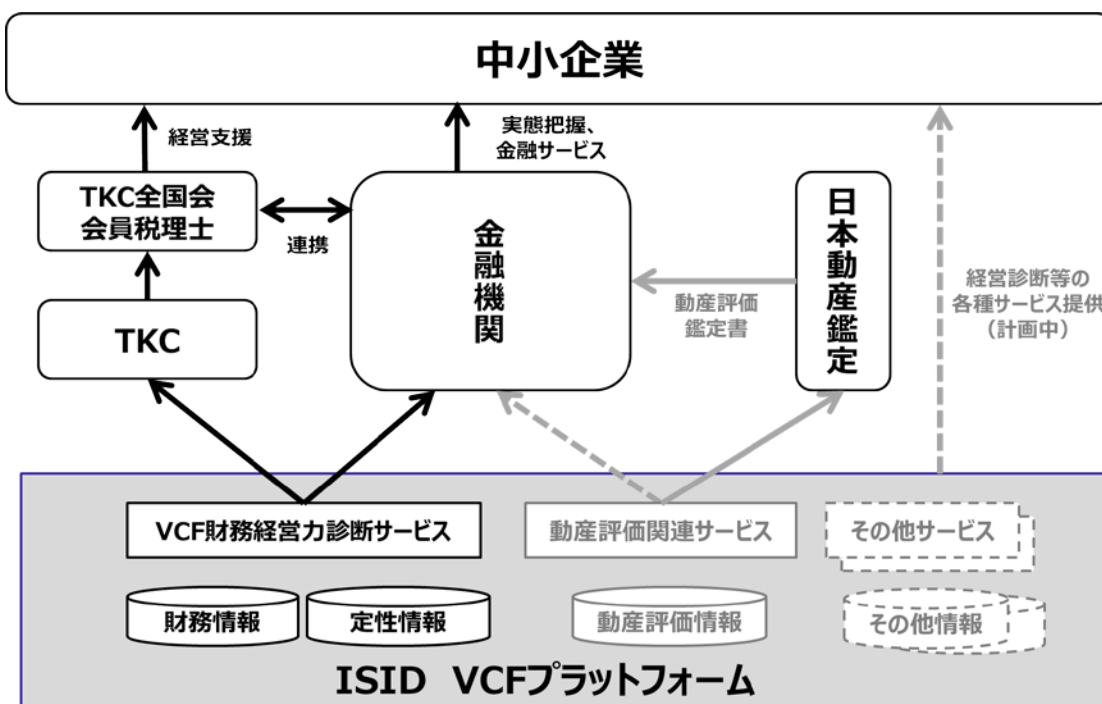 中小企業
経営支援
実態把握、
金融サービス
TKC全国会
会員税理士
連携
金融機関
日本動産鑑定
動産評価
鑑定書
経営診断等の
各種サービス提供
（計画中）
TKC
VCF財務経営力診断サービス
動産評価関連サービス
その他サービス
財務情報
定性情報
動産評価情報
その他情報
ISID VCFプラットフォーム